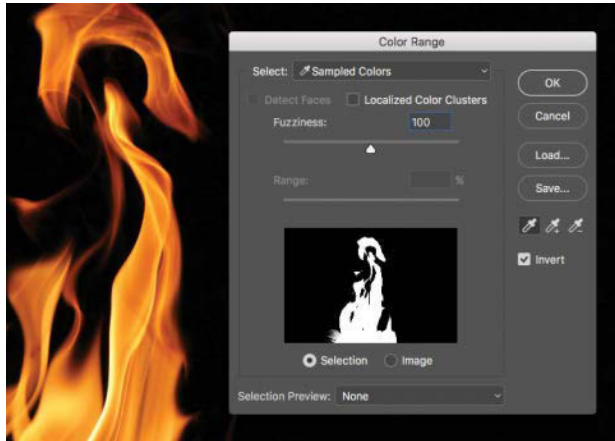 Color Range
Select: Sampled Colors
Detect Faces Localized Color Clusters
Fuzziness: 100
Range: %
Selection Image
Selection Preview: None
OK
Cancel
Load...
Save...
Invert